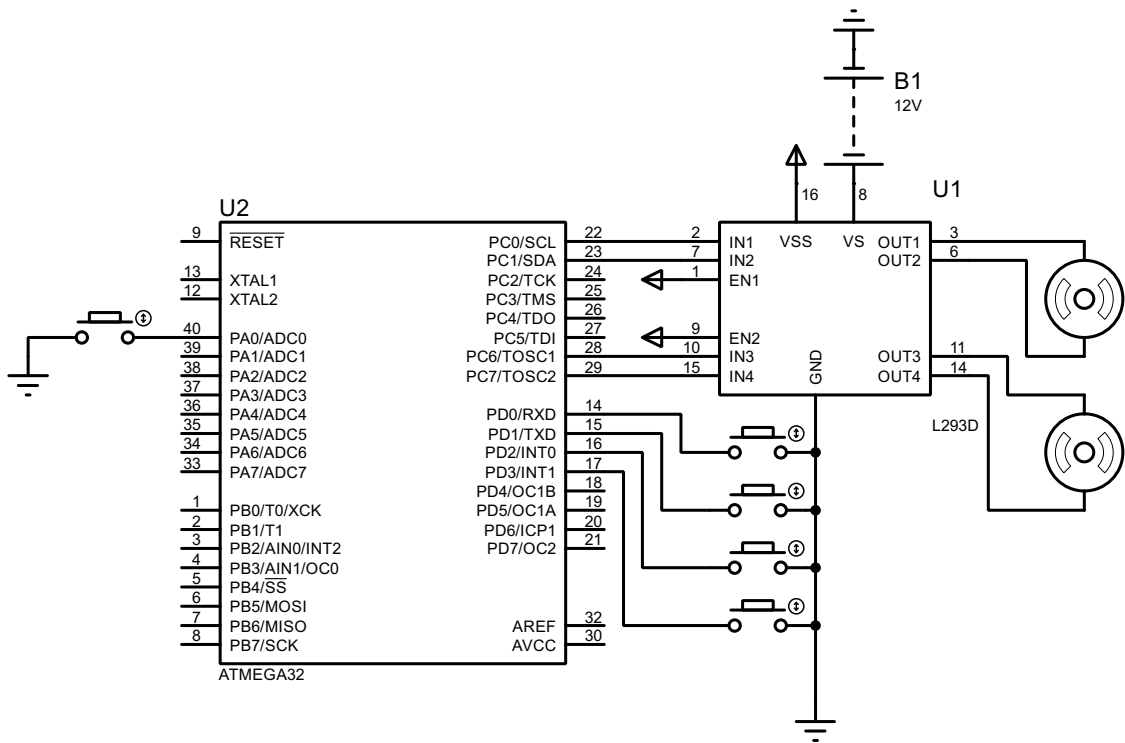 B1
12V
16
8
U1
U2
9
RESET
13
XTAL1
12
XTAL2
40
PA0/ADC0
39
PA1/ADC1
38
PA2/ADC2
37
PA3/ADC3
36
PA4/ADC4
35
PA5/ADC5
34
PA6/ADC6
33
PA7/ADC7
1
PB0/T0/XCK
2
PB1/T1
3
PB2/AIN0/INT2
4
PB3/AIN1/OC0
5
PB4/SS
6
PB5/MOSI
7
PB6/MISO
8
PB7/SCK
PC0/SCL
22
PC1/SDA
23
PC2/TCK
24
PC3/TMS
25
PC4/TDO
26
PC5/TDI
27
PC6/TOSC1
28
PC7/TOSC2
29
PD0/RXD
14
PD1/TXD
15
PD2/INT0
16
PD3/INT1
17
PD4/OC1B
18
PD5/OC1A
19
PD6/ICP1
20
PD7/OC2
21
AREF
32
AVCC
30
ATMEGA32
2
IN1
7
IN2
1
EN1
9
EN2
10
IN3
15
IN4
VSS
VS
GND
OUT1
3
OUT2
6
OUT3
11
OUT4
14
L293D